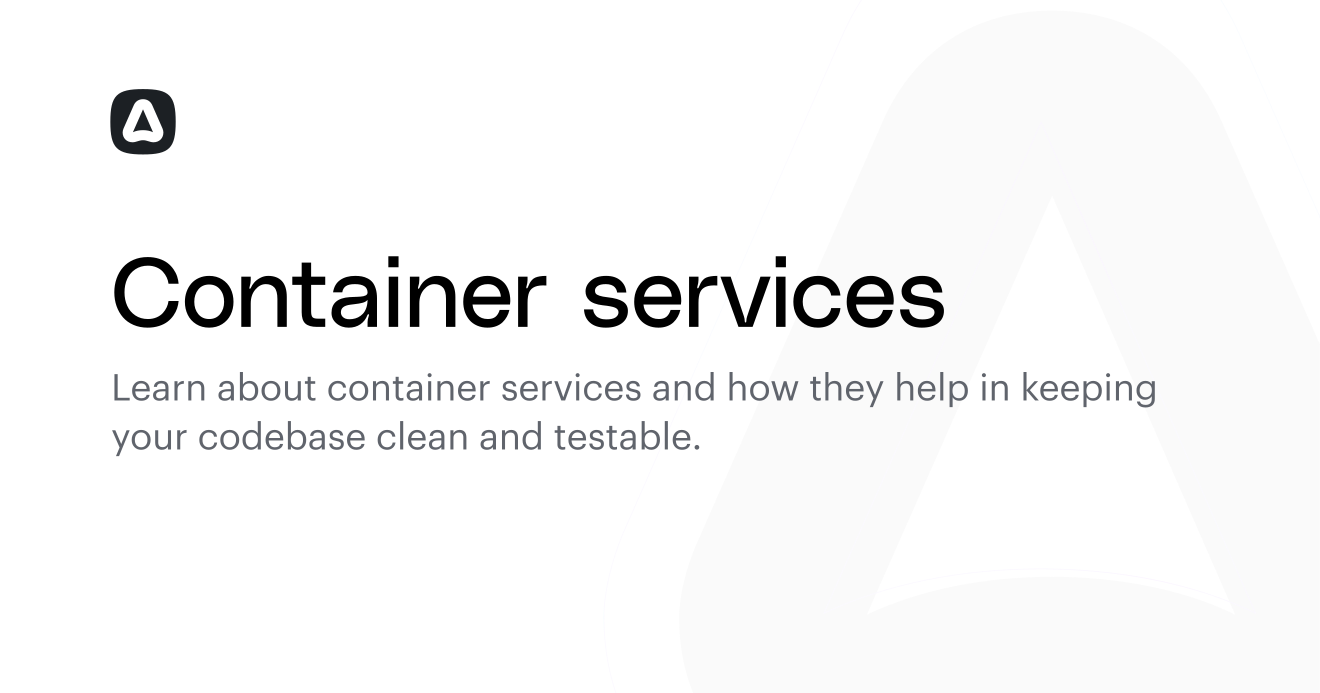 Container services
Learn about container services and how they help in keeping
your codebase clean and testable.